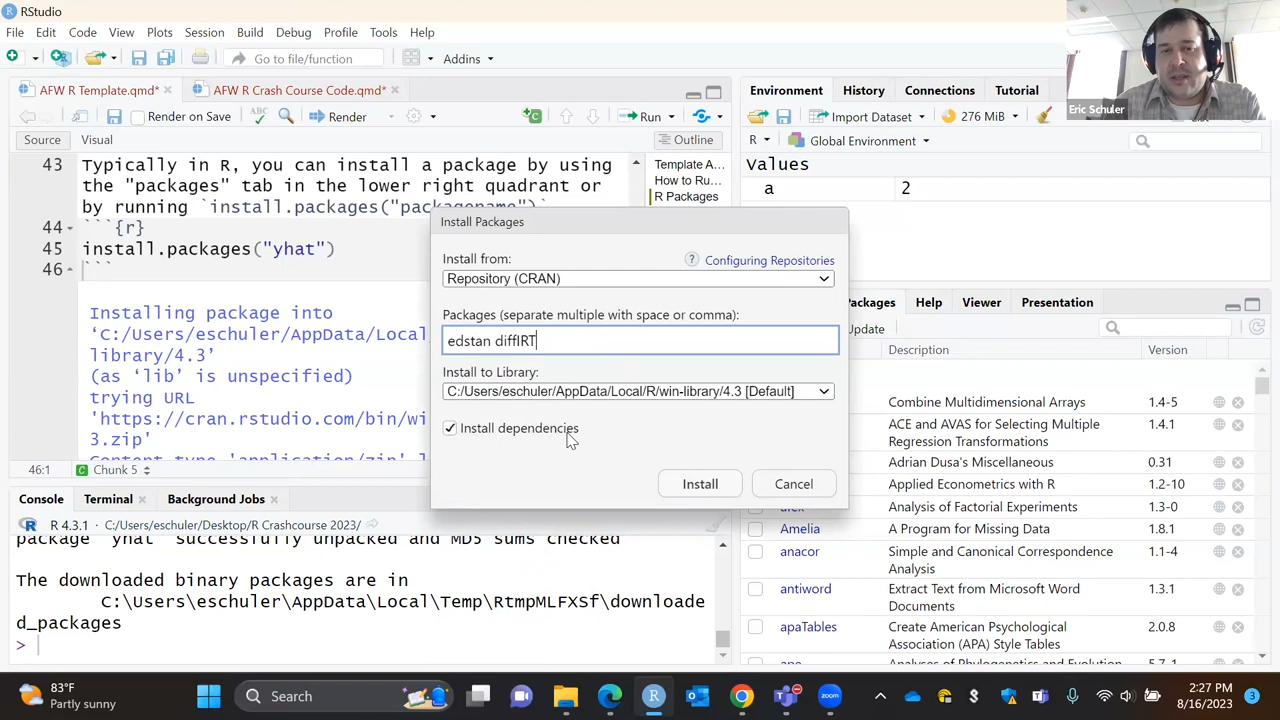 RStudio
File Edit Code View Plots Session Build Debug Profile Tools Help
Go to file/function
Addins
AFW R Template.qmd*
AFW R Crash Course Code.qmd*
Render on Save
ABC
Render
Run
Source
Visual
Outline
43 Typically in R, you can install a package by using
the "packages" tab in the lower right quadrant or
by running `install.packages("packagename")`
44 ```{r}
45 install.packages("yhat")
46 ```
Template A...
How to Ru...
R Packages
Installing package into
‘C:/Users/eschuler/AppData/Local
library/4.3’
(as ‘lib’ is unspecified)
trying URL
'https://cran.rstudio.com/bin/wi
3.zip'
46:1
Chunk 5
Console
Terminal
Background Jobs
R 4.3.1 · C:/Users/eschuler/Desktop/R Crashcourse 2023/
package ‘yhat’ successfully unpacked and MD5 sums checked
The downloaded binary packages are in
C:\Users\eschuler\AppData\Local\Temp\RtmpMLFXSf\downloade
d_packages
>
Install Packages
Install from:
? Configuring Repositories
Repository (CRAN)
Packages (separate multiple with space or comma):
edstan diffIRT
Install to Library:
C:/Users/eschuler/AppData/Local/R/win-library/4.3 [Default]
Install dependencies
Install
Cancel
Environment History Connections Tutorial
Import Dataset
276 MiB
R
Global Environment
Values
a 2
Eric Schuler
Packages Help Viewer Presentation
Update
Description Version
Combine Multidimensional Arrays 1.4-5
ACE and AVAS for Selecting Multiple 1.4.1
Regression Transformations
Adrian Dusa's Miscellaneous 0.31
Applied Econometrics with R 1.2-10
Analysis of Factorial Experiments 1.3-0
Amelia A Program for Missing Data 1.8.1
anacor Simple and Canonical Correspondence 1.1-4
Analysis
antiword Extract Text from Microsoft Word 1.3.1
Documents
apaTables Create American Psychological 2.0.8
Association (APA) Style Tables
83°F
Partly sunny
Search
zoom
2:27 PM
8/16/2023
3